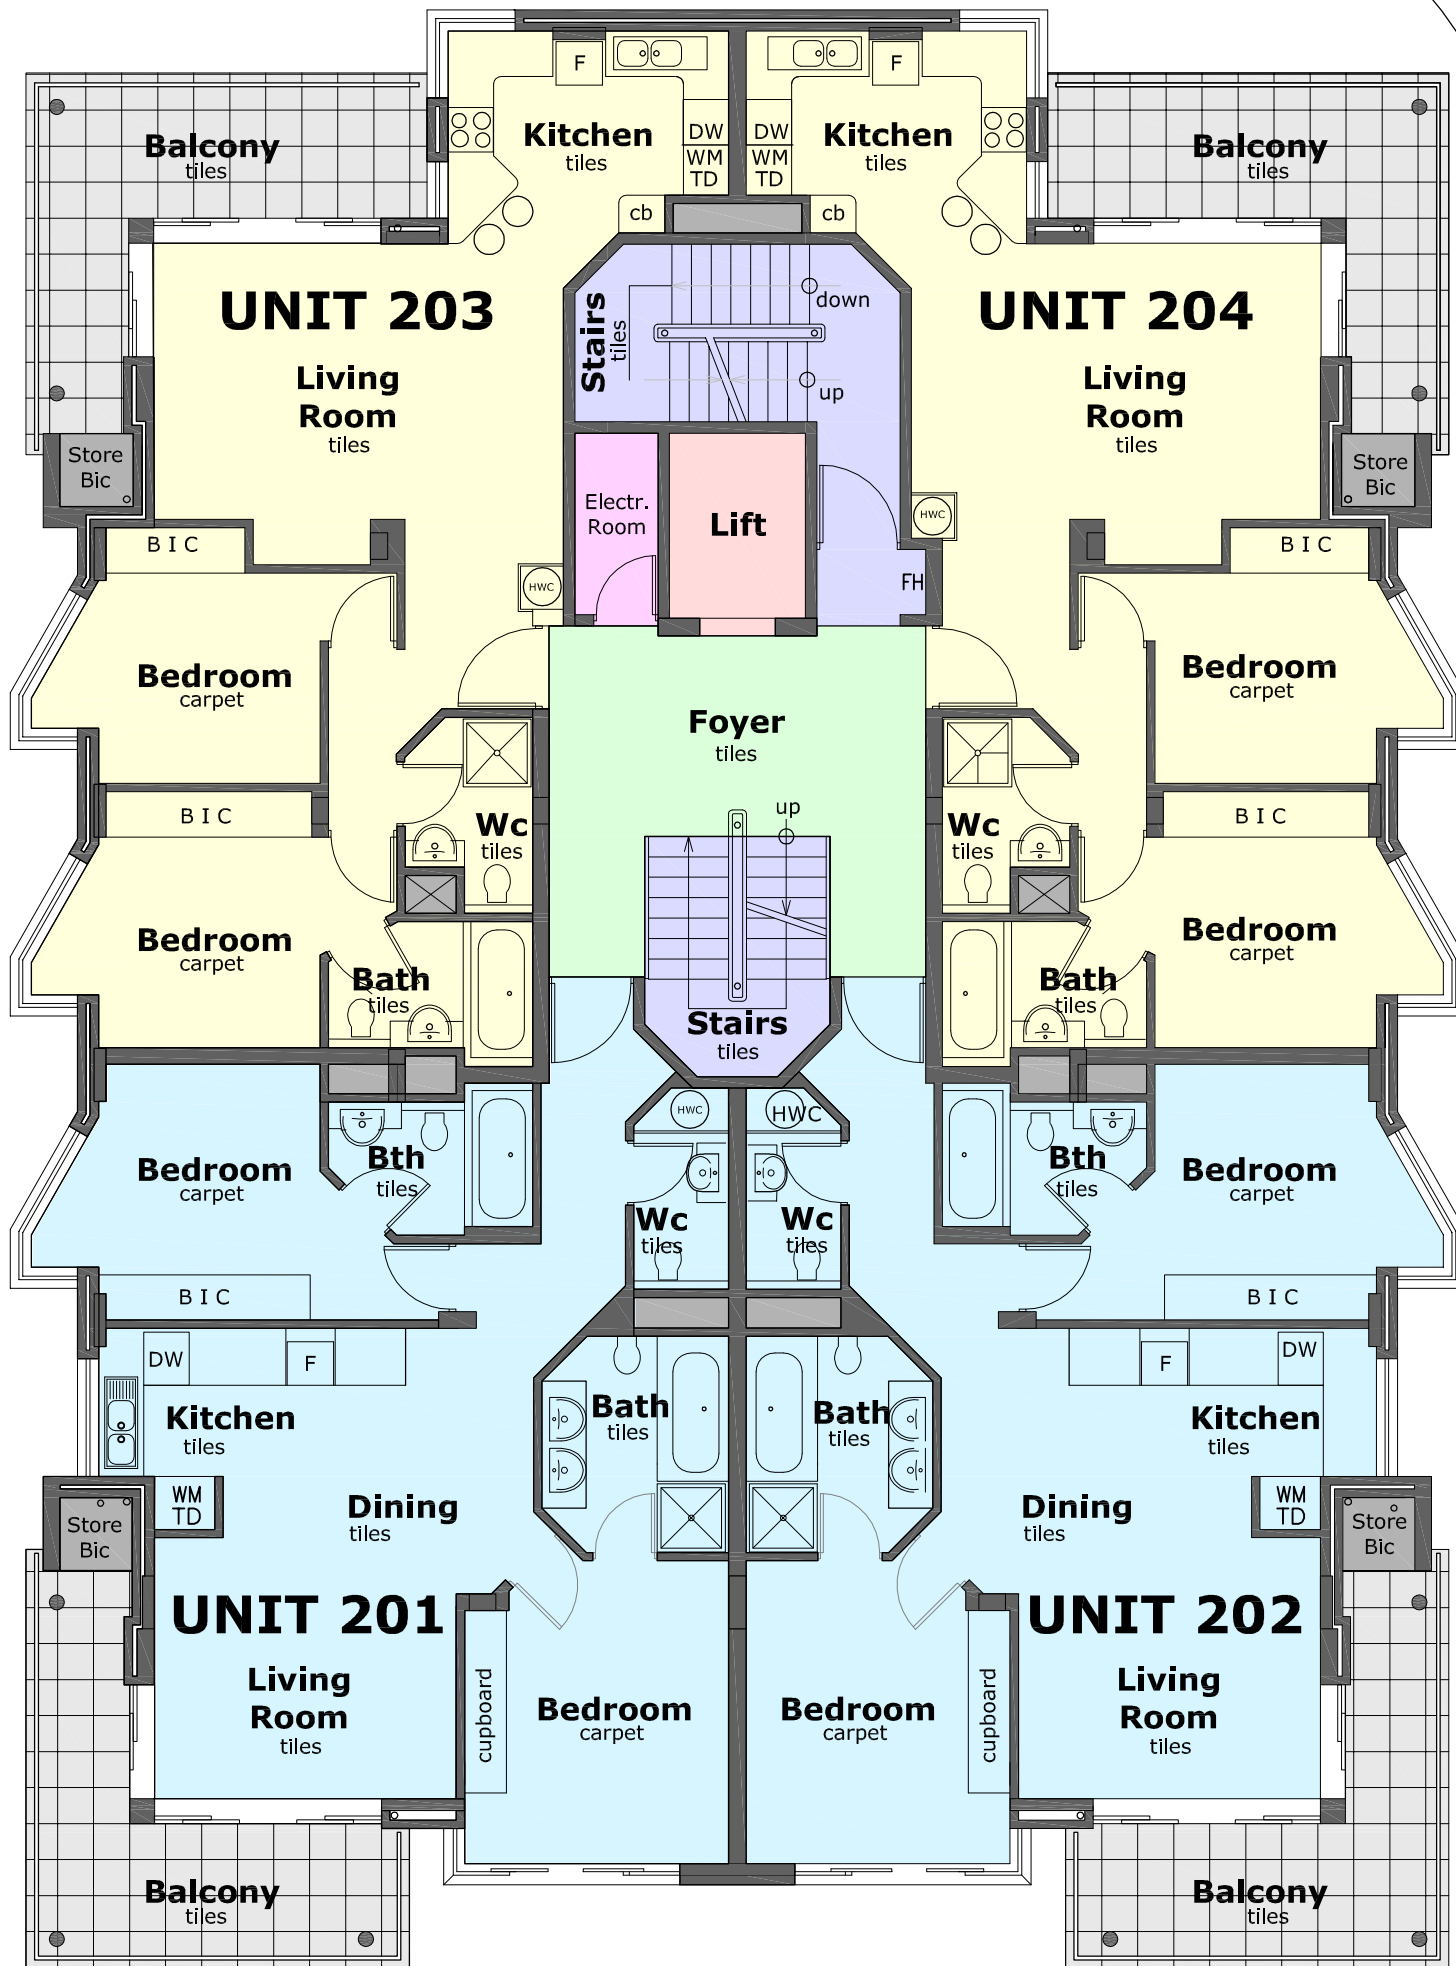 F
F
Kitchen
tiles
DW
WM
TD
DW
WM
TD
Kitchen
tiles
Balcony
tiles
Balcony
tiles
cb
cb
UNIT 203
Stairs
tiles
down
up
UNIT 204
Living
Room
tiles
Living
Room
tiles
Store
Bic
Store
Bic
Electr.
Room
Lift
HWC
BIC
BIC
HWC
FH
Bedroom
carpet
Bedroom
carpet
Foyer
tiles
BIC
BIC
Wc
tiles
up
Wc
tiles
Bedroom
carpet
Bedroom
carpet
Bath
tiles
Bath
tiles
Stairs
tiles
HWC
HWC
Bedroom
carpet
Bth
tiles
Bth
tiles
Bedroom
carpet
Wc
tiles
Wc
tiles
BIC
BIC
DW
F
F
DW
Kitchen
tiles
Bath
tiles
Bath
tiles
Kitchen
tiles
WM
TD
WM
TD
Dining
tiles
Dining
tiles
Store
Bic
Store
Bic
UNIT 201
UNIT 202
Living
Room
tiles
cupboard
Bedroom
carpet
Bedroom
carpet
cupboard
Living
Room
tiles
Balcony
tiles
Balcony
tiles